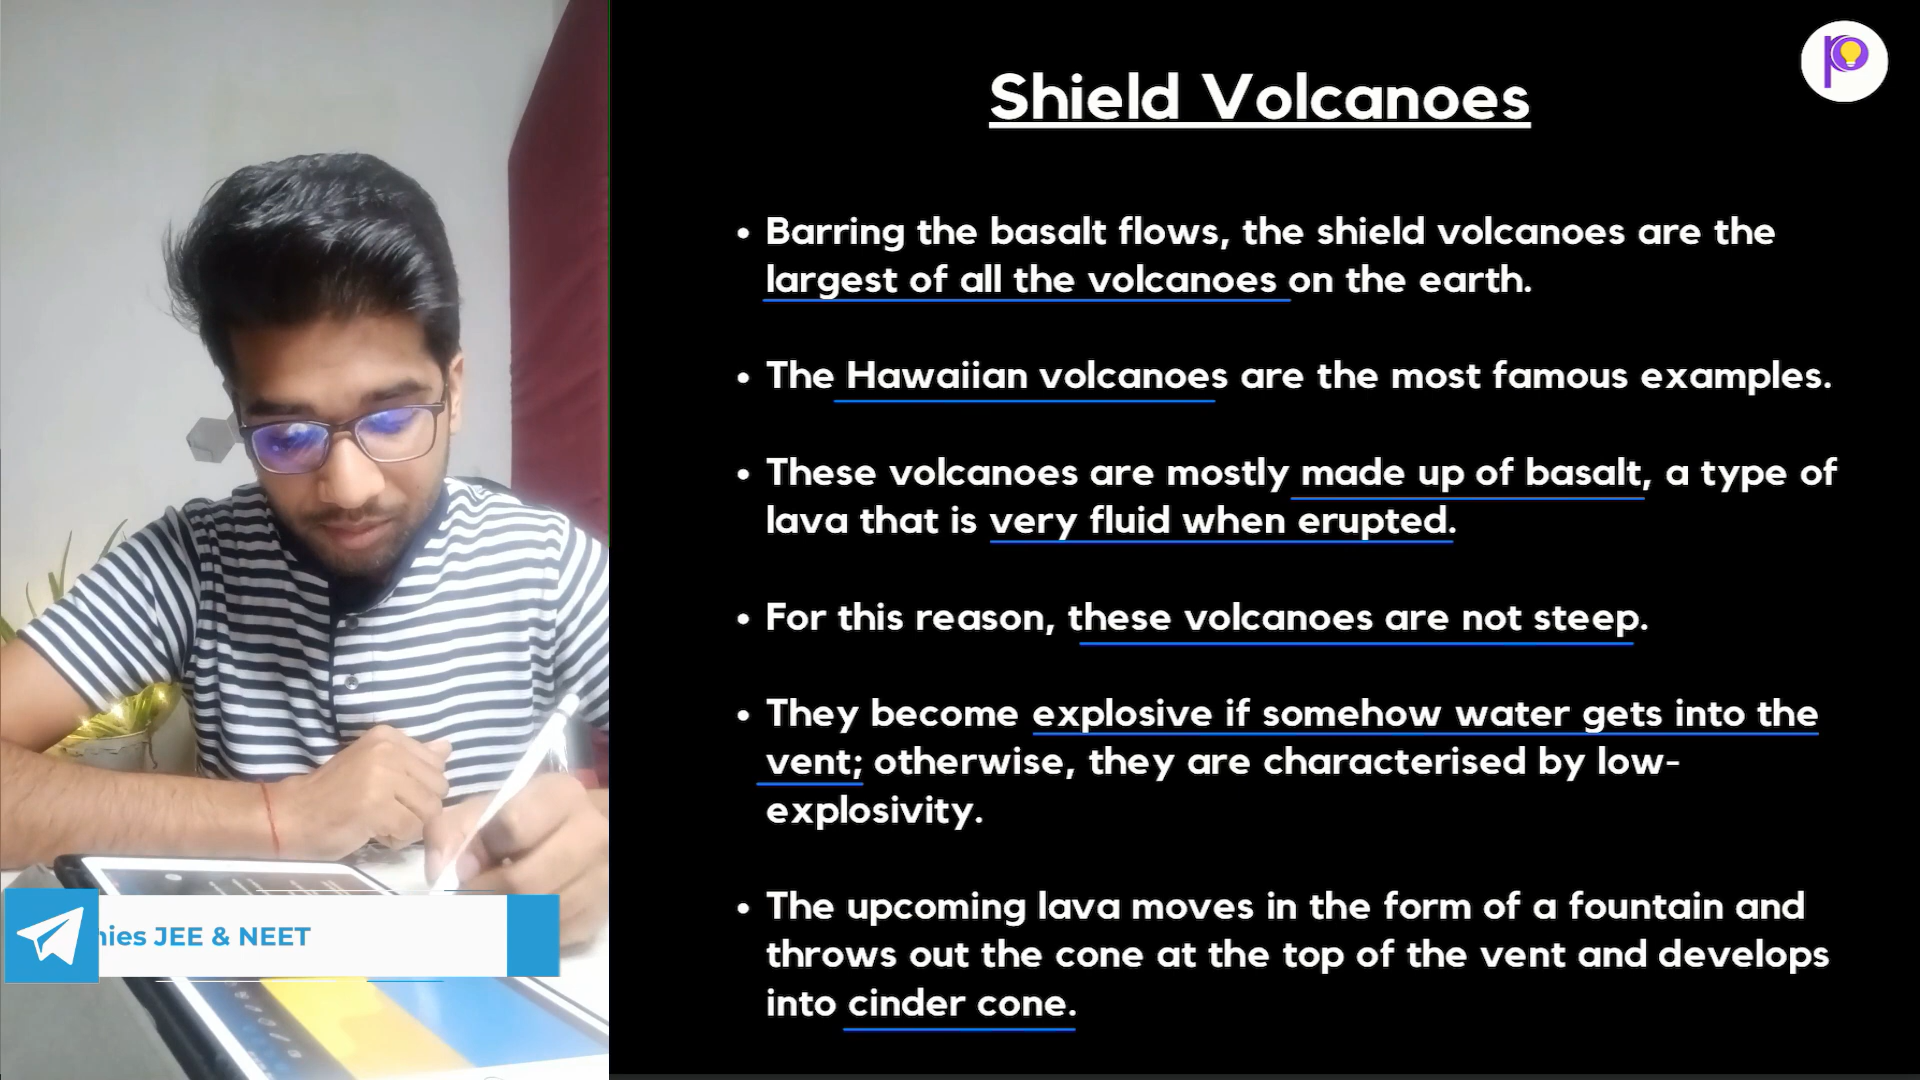 Shield Volcanoes
• Barring the basalt flows, the shield volcanoes are the
largest of all the volcanoes on the earth.
• The Hawaiian volcanoes are the most famous examples.
• These volcanoes are mostly made up of basalt, a type of
lava that is very fluid when erupted.
• For this reason, these volcanoes are not steep.
• They become explosive if somehow water gets into the
vent; otherwise, they are characterised by low-
explosivity.
• The upcoming lava moves in the form of a fountain and
throws out the cone at the top of the vent and develops
into cinder cone.
JEE & NEET